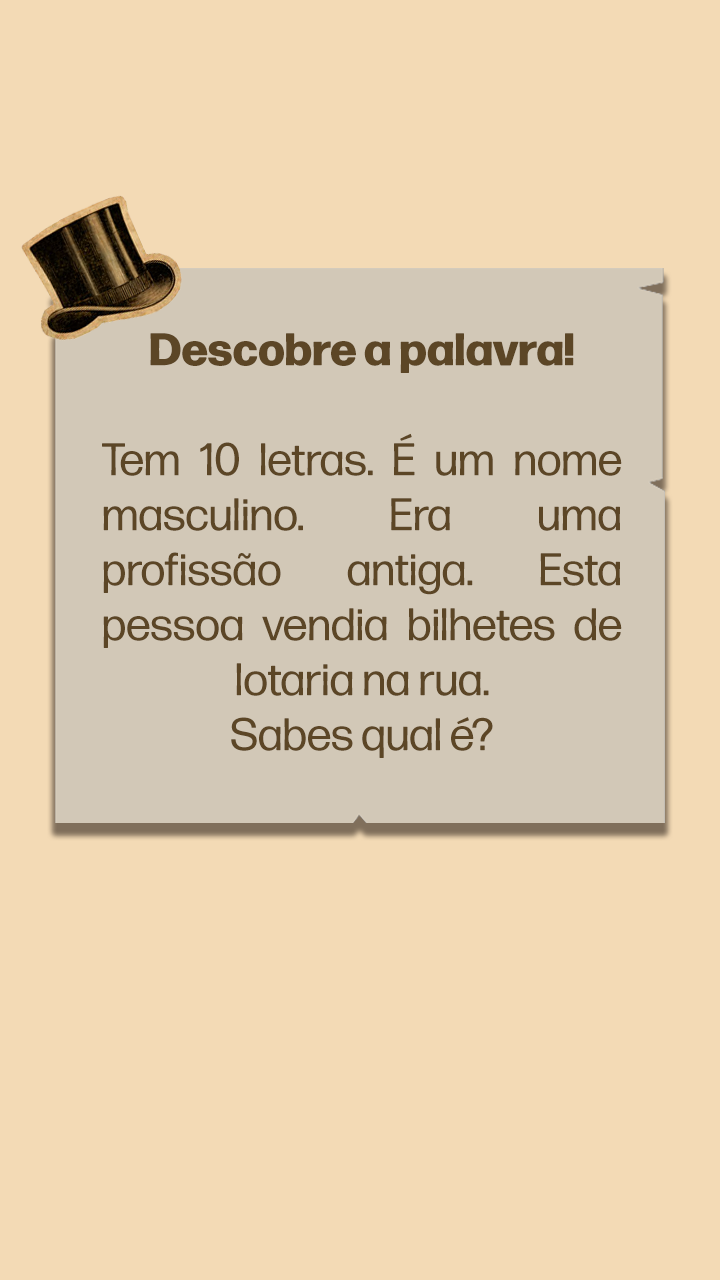 Descobre a palavra!
Tem 10 letras. É um nome
masculino. Era uma
profissão antiga. Esta
pessoa vendia bilhetes de
lotaria na rua.
Sabes qual é?